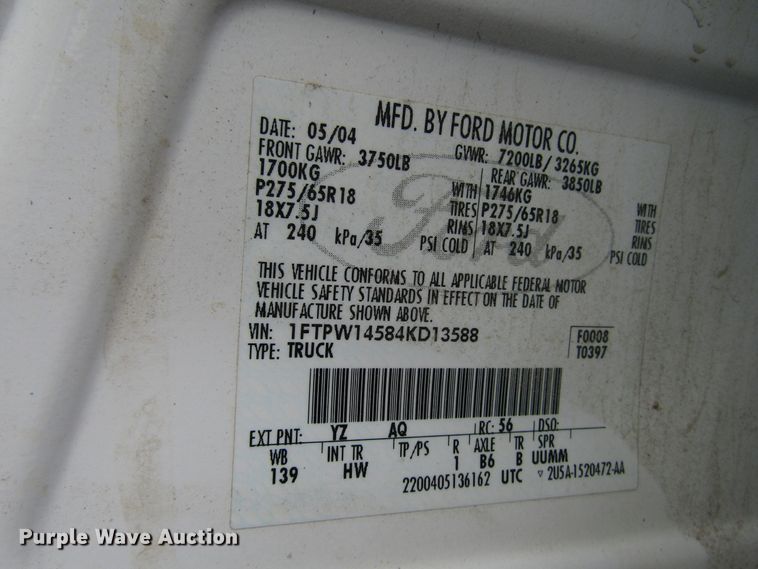 MFD. BY FORD MOTOR CO.
DATE: 05/04 GVWR: 7200LB/ 3265KG
FRONT GAWR: 3750LB REAR GAWR: 3850LB
1700KG WITH 1746KG WITH
P275/65R18 TIRES P275/65R18 TIRES
18X7.5J RIMS 18X7.5J RIMS
AT 240 kPa/35 PSI COLD AT 240 kPa/35 PSI COLD
Ford
THIS VEHICLE CONFORMS TO ALL APPLICABLE FEDERAL MOTOR
VEHICLE SAFETY STANDARDS IN EFFECT ON THE DATE OF
MANUFACTURE SHOWN ABOVE.
VIN: 1FTPW14584KD13588 F0008
TYPE: TRUCK T0397
EXT PNT: YZ AQ RC: 56 DSO:
WB INT TR TP/PS R AXLE TR SPR
139 HW 1 B6 B UUMM
2200405136162 UTC ▽ 2U5A-1520472-AA
Purple Wave Auction